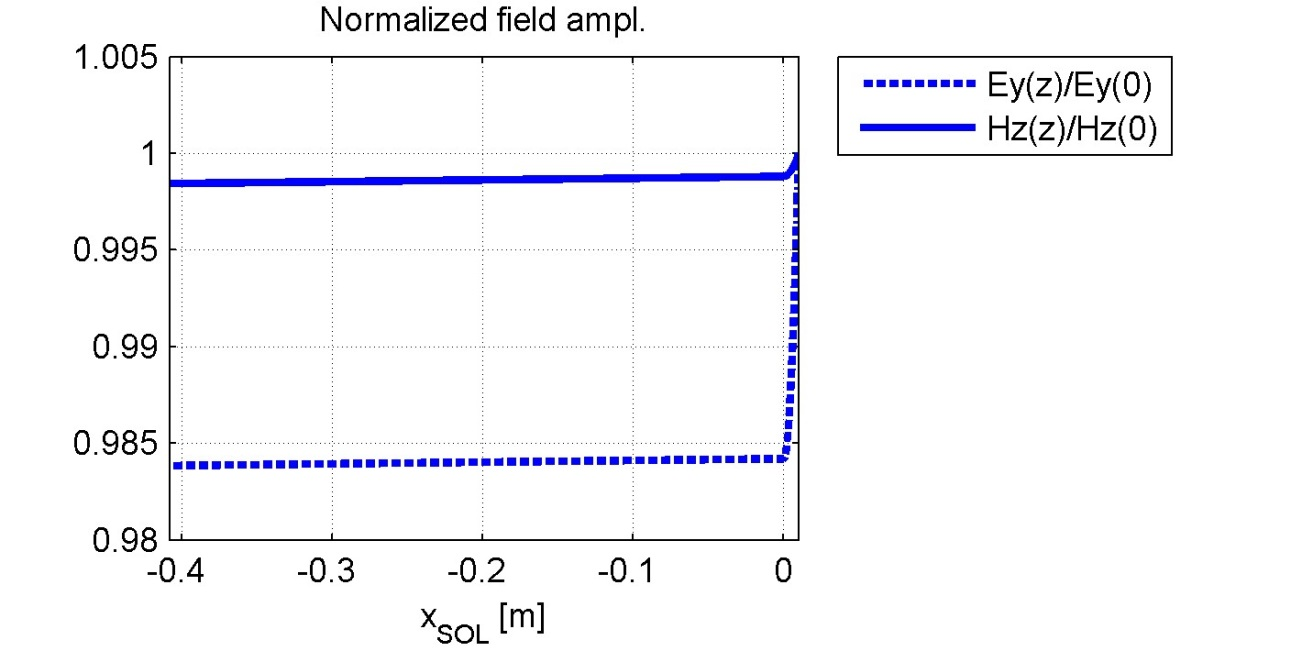 Normalized field ampl.
1.005
1
0.995
0.99
0.985
0.98
-0.4 -0.3 -0.2 -0.1 0
xSOL [m]
Ey(z)/Ey(0)
Hz(z)/Hz(0)